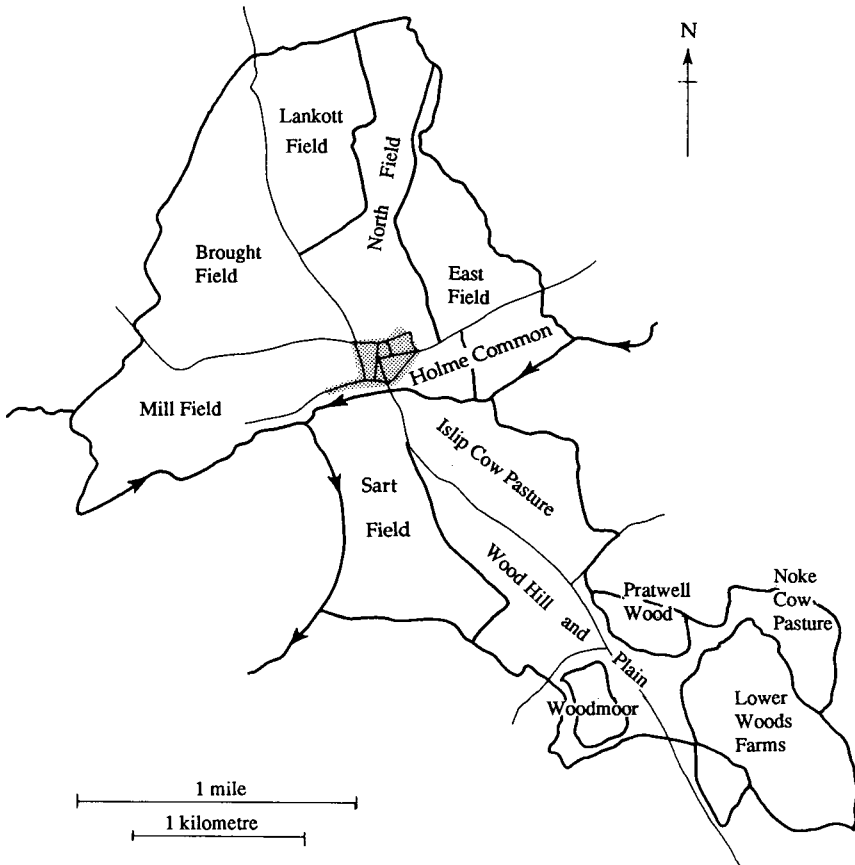 N
Lankott
Field
North Field
Brought
Field
East
Field
Holme Common
Mill Field
Islip Cow Pasture
Sart
Field
Wood Hill and Plain
Pratwell
Wood
Noke
Cow
Pasture
Woodmoor
Lower
Woods
Farms
1 mile
1 kilometre